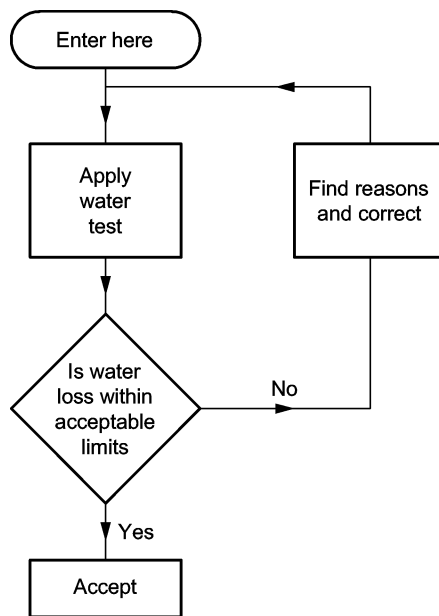 Enter here
Apply
water
test
Find reasons
and correct
Is water
loss within
acceptable
limits
No
Yes
Accept